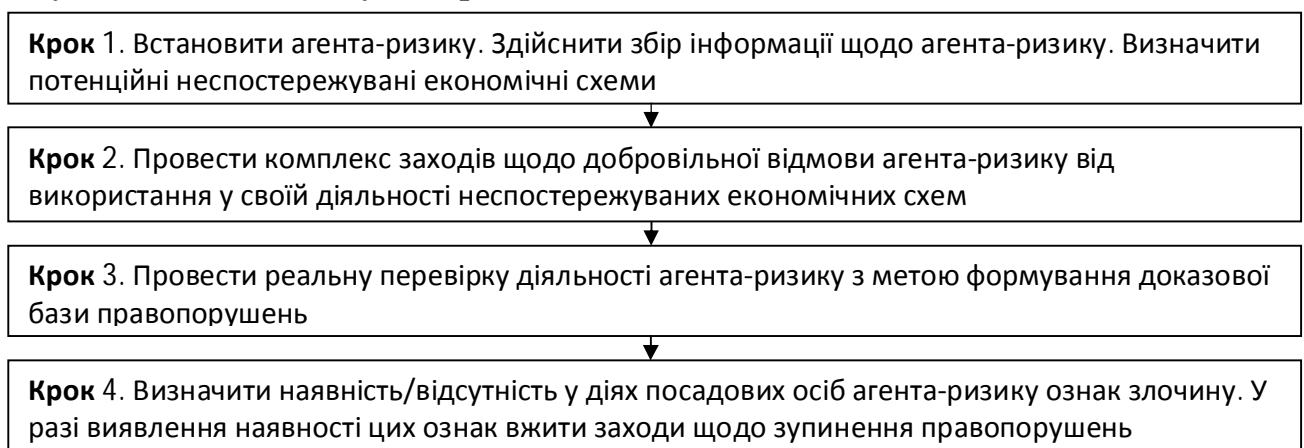 Крок 1. Встановити агента-ризику. Здійснити збір інформації щодо агента-ризику. Визначити
потенційні неспостережувані економічні схеми
Крок 2. Провести комплекс заходів щодо добровільної відмови агента-ризику від
використання у своїй діяльності неспостережуваних економічних схем
Крок 3. Провести реальну перевірку діяльності агента-ризику з метою формування доказової
бази правопорушень
Крок 4. Визначити наявність/відсутність у діях посадових осіб агента-ризику ознак злочину. У
разі виявлення наявності цих ознак вжити заходи щодо зупинення правопорушень